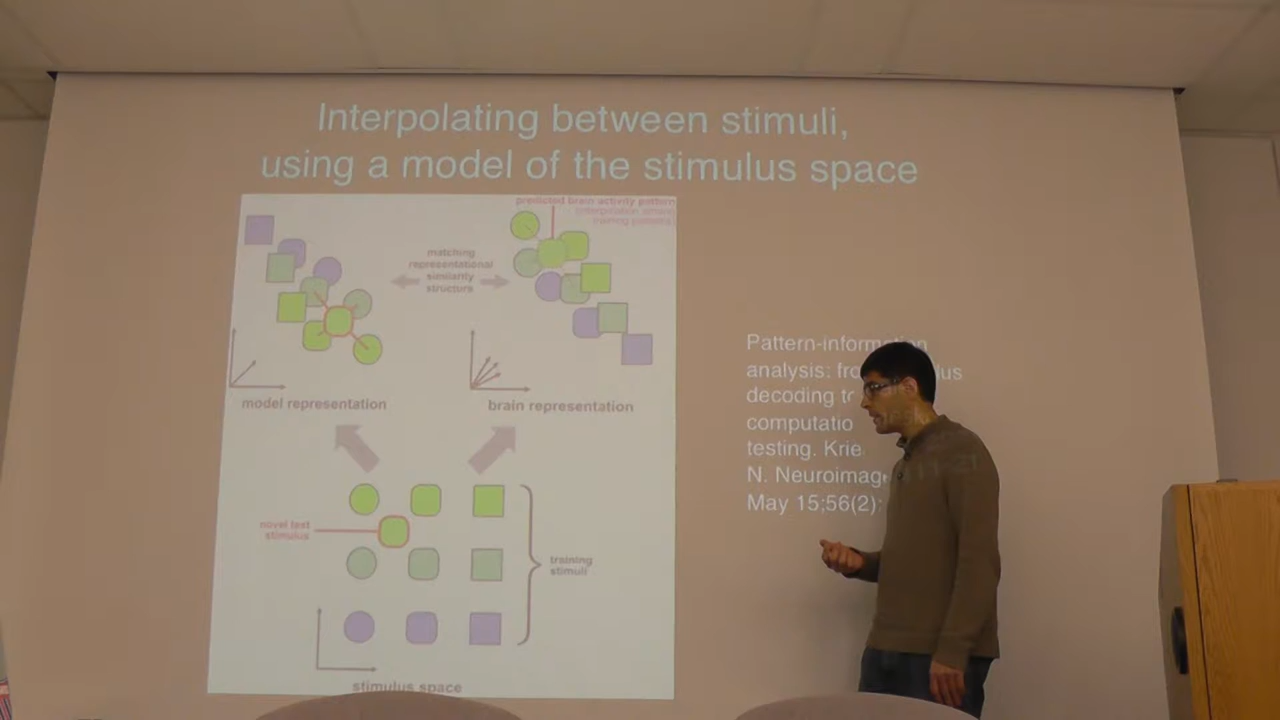 Interpolating between stimuli,
using a model of the stimulus space
predicted brain activity pattern
matching
representational
similarity
structure
model representation
brain representation
novel test
stimulus
training
stimuli
stimulus space
Pattern-information
analysis:
decoding
computatio
testing. Krie
N. Neuroimag
May 15;56(2):